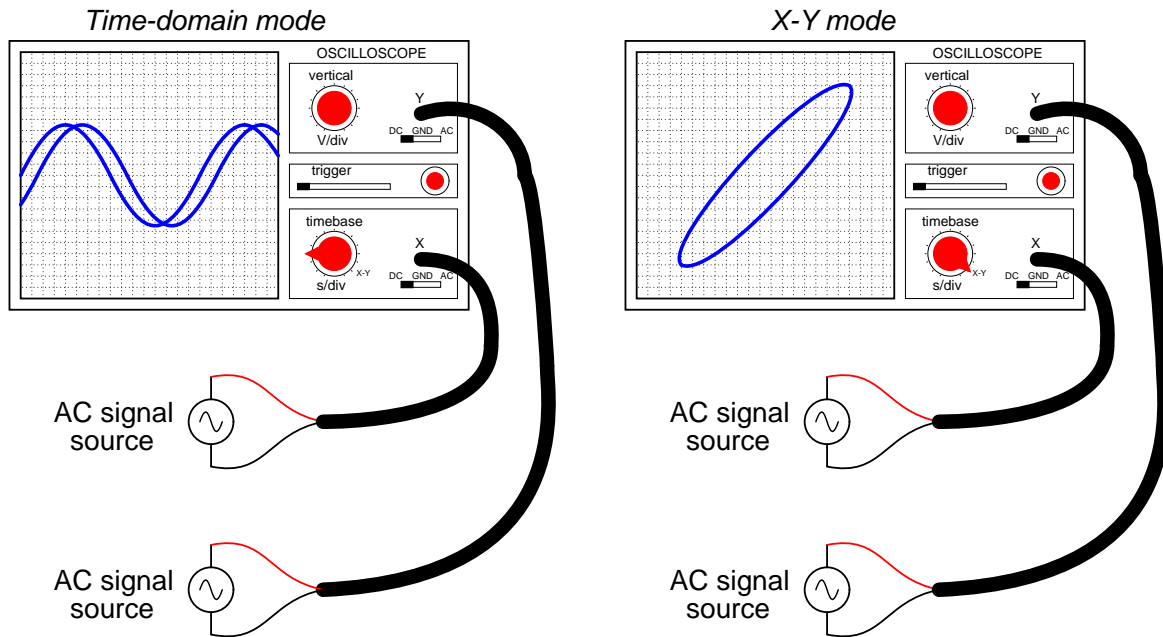 Time-domain mode
OSCILLOSCOPE
vertical
Y
DC GND AC
V/div
trigger
timebase
X
X-Y
DC GND AC
s/div
AC signal
source
AC signal
source
X-Y mode
OSCILLOSCOPE
vertical
Y
DC GND AC
V/div
trigger
timebase
X
X-Y
DC GND AC
s/div
AC signal
source
AC signal
source